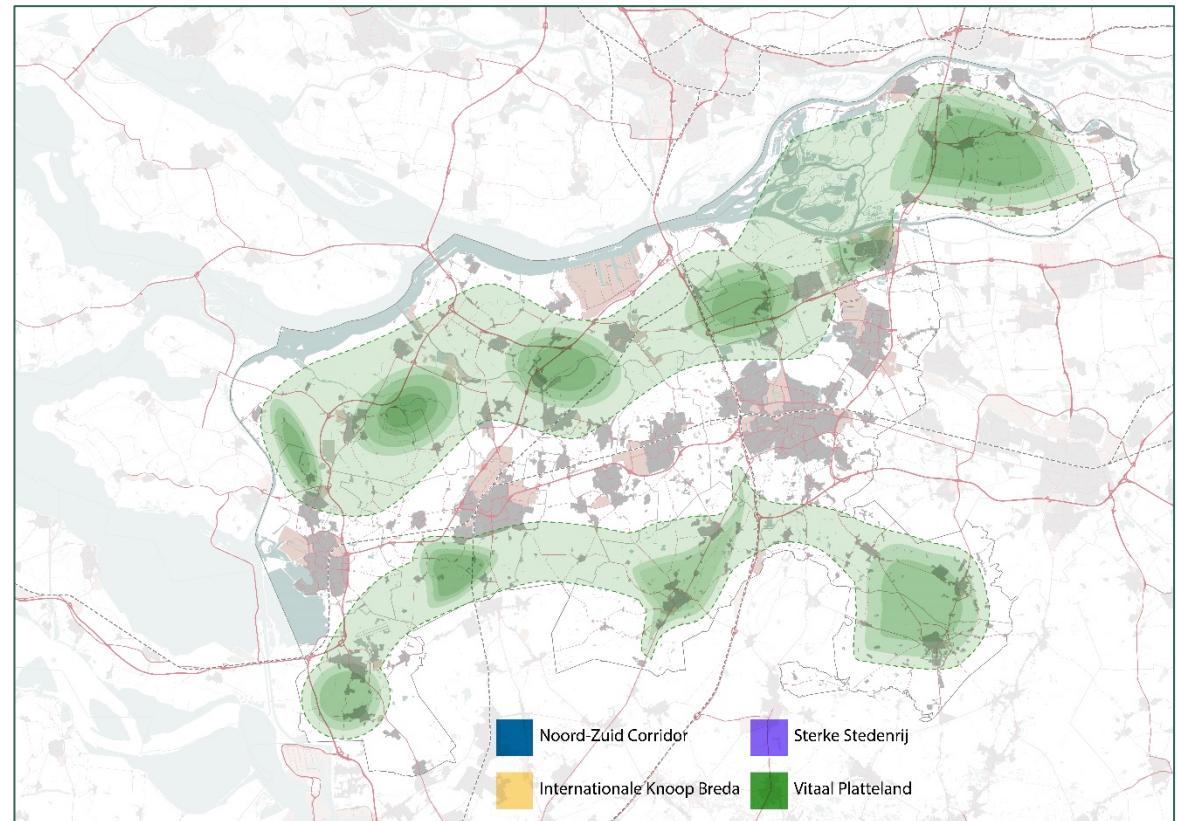 Noord-Zuid Corridor
Sterke Stedenrij
Internationale Knoop Breda
Vitaal Platteland